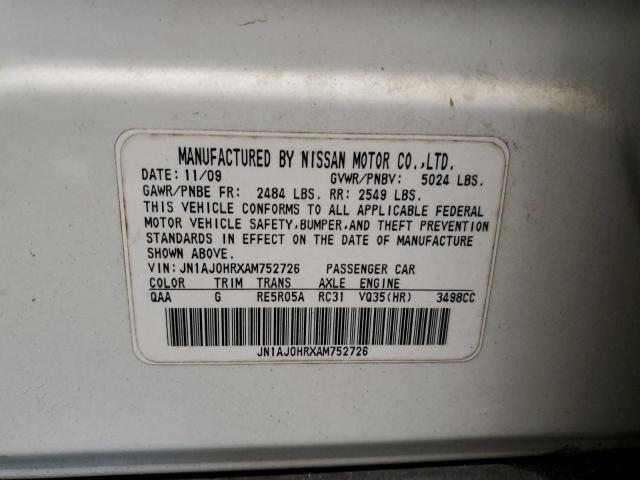 MANUFACTURED BY NISSAN MOTOR CO.,LTD.
DATE: 11/09 GVWR/PNBV: 5024 LBS.
GAWR/PNBE FR: 2484 LBS. RR: 2549 LBS.
THIS VEHICLE CONFORMS TO ALL APPLICABLE FEDERAL
MOTOR VEHICLE SAFETY,BUMPER,AND THEFT PREVENTION
STANDARDS IN EFFECT ON THE DATE OF MANUFACTURE
SHOWN ABOVE.
VIN: JN1AJ0HRXAM752726 PASSENGER CAR
COLOR TRIM TRANS AXLE ENGINE
QAA G RE5R05A RC31 VQ35(HR) 3498CC
JN1AJ0HRXAM752726